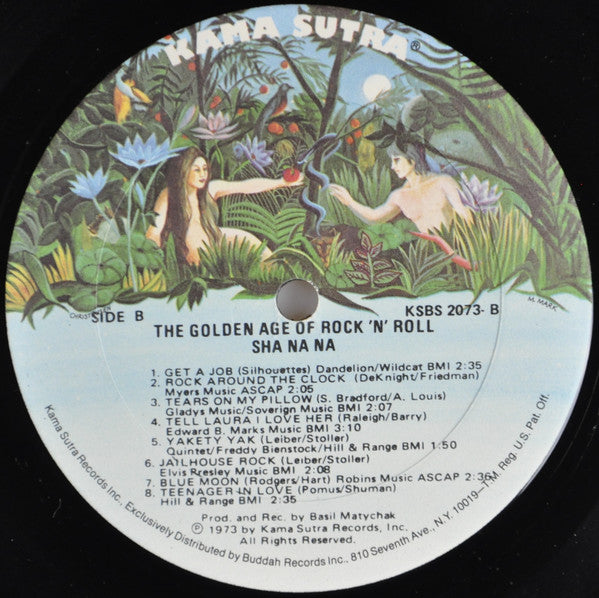 KAMA SUTRA®
CHRISTENSEN
M. MARK
SIDE B
KSBS 2073- B
THE GOLDEN AGE OF ROCK 'N' ROLL
SHA NA NA
1. GET A JOB (Silhouettes) Dandelion/Wildcat BMI 2:35
2. ROCK AROUND THE CLOCK (DeKnight/Friedman)
Myers Music ASCAP 2:05
3. TEARS ON MY PILLOW (S. Bradford/A. Louis)
Gladys Music/Soverign Music BMI 2:07
4. TELL LAURA I LOVE HER (Raleigh/Barry)
Edward B. Marks Music BMI 3:10
5. YAKETY YAK (Leiber/Stoller)
Quintet/Freddy Bienstock/Hill & Range BMI 1:50
6. JAILHOUSE ROCK (Leiber/Stoller)
Elvis Presley Music BMI 2:08
7. BLUE MOON (Rodgers/Hart) Robins Music ASCAP 2:36
8. TEENAGER IN LOVE (Pomus/Shuman)
Hill & Range BMI 2:35
Prod. and Rec. by Basil Matychak
℗ 1973 by Kama Sutra Records, Inc.
All Rights Reserved.
Kama Sutra Records Inc., Exclusively Distributed by Buddah Records Inc., 810 Seventh Ave., N.Y. 10019—T.M. Reg. U.S. Pat. Off.